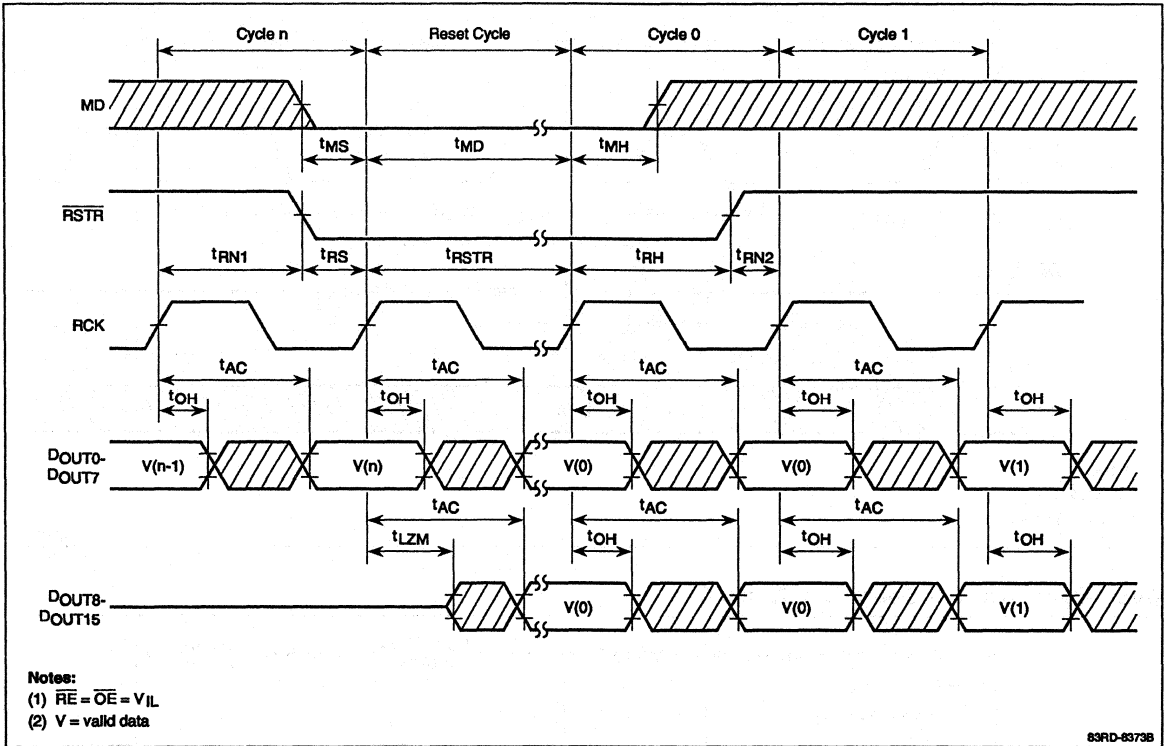 Cycle n Reset Cycle Cycle 0 Cycle 1
MD
tMS tMD tMH
RSTR
tRN1 tRS tRSTR tRH tRN2
RCK
tAC tAC tAC tAC
tOH tOH tOH tOH tOH
DOUT0-
DOUT7
V(n-1) V(n) V(0) V(0) V(1)
tAC tAC tAC
tLZM tOH tOH tOH
DOUT8-
DOUT15
V(0) V(0) V(1)
Notes:
(1) RE = OE = VIL
(2) V = valid data
83RD-8373B